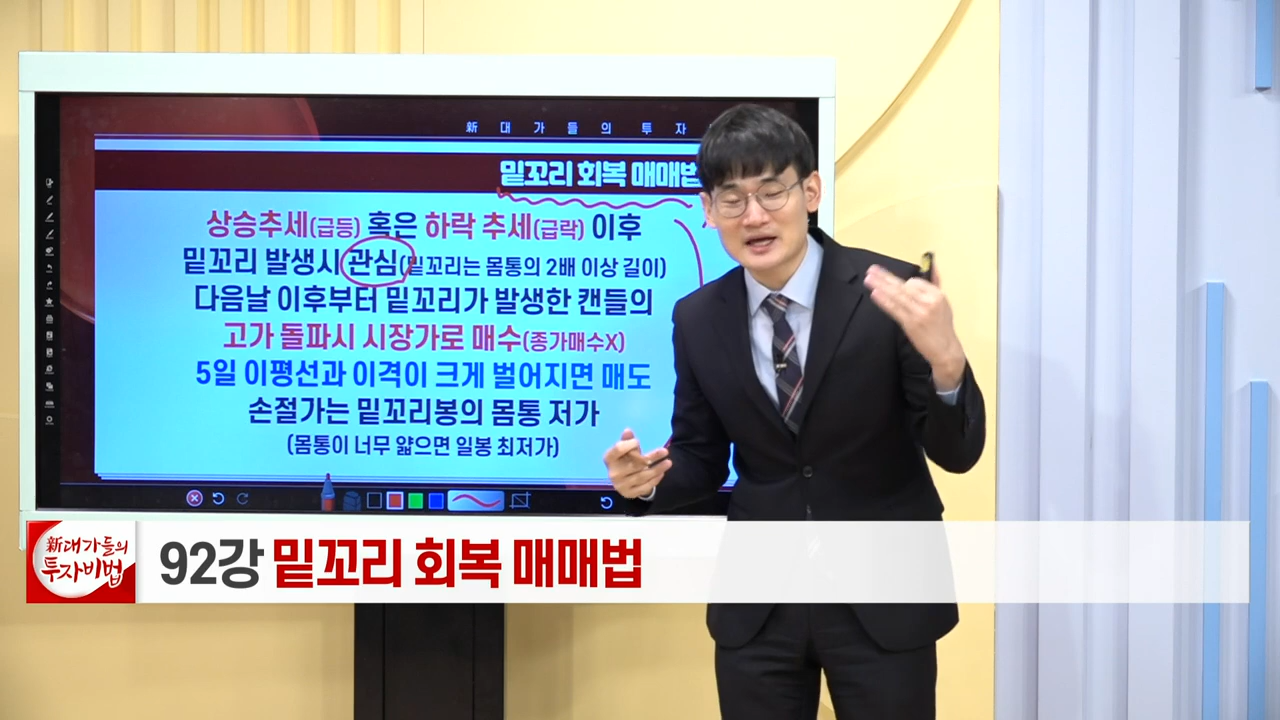 新 대 가 들 의 투 자
밑꼬리 회복 매매법
상승추세(급등) 혹은 하락 추세(급락) 이후
밑꼬리 발생시 관심(밑꼬리는 몸통의 2배 이상 길이)
다음날 이후부터 밑꼬리가 발생한 캔들의
고가 돌파시 시장가로 매수(종가매수X)
5일 이평선과 이격이 크게 벌어지면 매도
손절가는 밑꼬리봉의 몸통 저가
(몸통이 너무 얇으면 일봉 최저가)
新대가들의
투자비법
92강 밑꼬리 회복 매매법